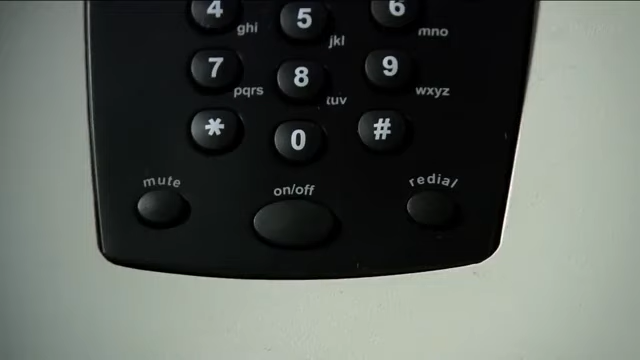 4 ghi 5 jkl 6 mno
7 pqrs 8 tuv 9 wxyz
* 0 #
mute on/off redial